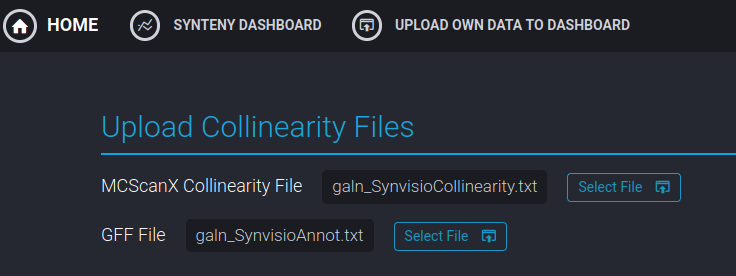 HOME SYNTENY DASHBOARD UPLOAD OWN DATA TO DASHBOARD
Upload Collinearity Files
MCScanX Collinearity File galn_SynvisioCollinearity.txt Select File
GFF File galn_SynvisioAnnot.txt Select File